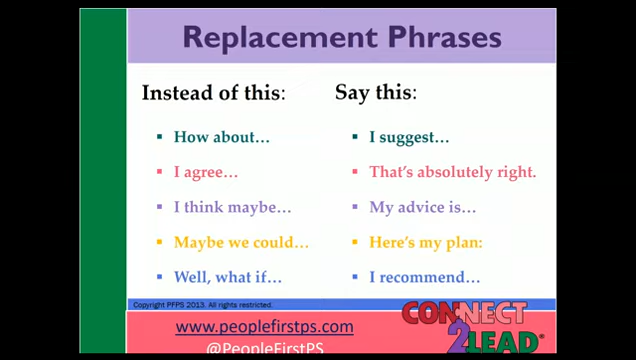 Replacement Phrases
Instead of this: Say this:
▪ How about… ▪ I suggest…
▪ I agree… ▪ That's absolutely right.
▪ I think maybe… ▪ My advice is…
▪ Maybe we could… ▪ Here's my plan:
▪ Well, what if… ▪ I recommend…
Copyright PFPS 2013. All rights restricted.
CONNECT
2LEAD®
www.peoplefirstps.com
@PeopleFirstPS